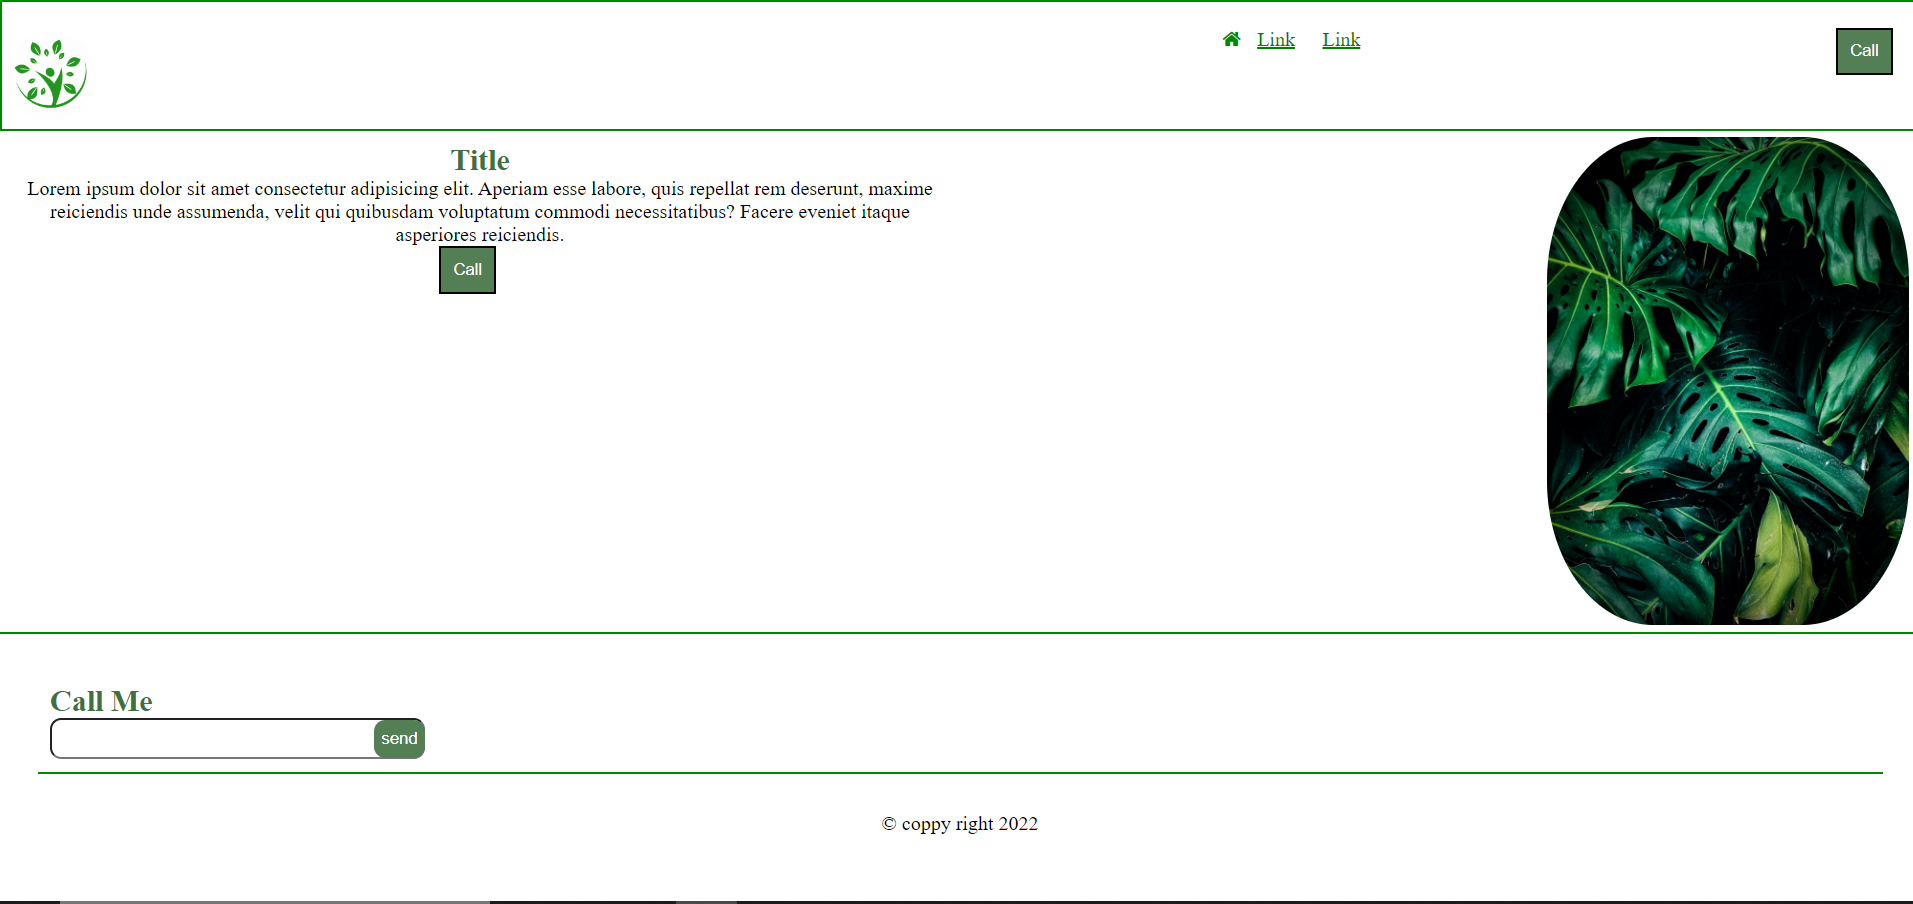 Link Link
Call
Title
Lorem ipsum dolor sit amet consectetur adipisicing elit. Aperiam esse labore, quis repellat rem deserunt, maxime
reiciendis unde assumenda, velit qui quibusdam voluptatum commodi necessitatibus? Facere eveniet itaque
asperiores reiciendis.
Call
Call Me
send
© coppy right 2022